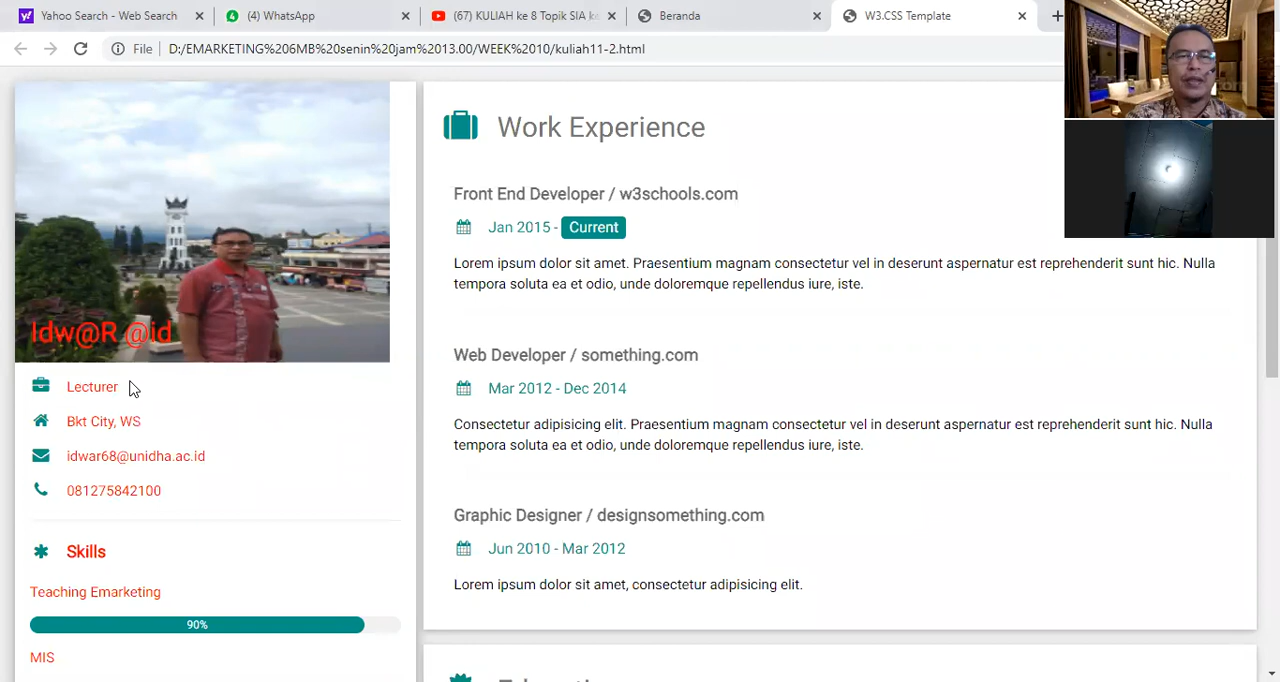 Yahoo Search - Web Search
(4) WhatsApp
(67) KULIAH ke 8 Topik SIA ke
Beranda
W3.CSS Template
File
D:/EMARKETING%206MB%20senin%20jam%2013.00/WEEK%2010/kuliah11-2.html
Idw@R @id
Lecturer
Bkt City, WS
idwar68@unidha.ac.id
081275842100
Skills
Teaching Emarketing
90%
MIS
Work Experience
Front End Developer / w3schools.com
Jan 2015 - Current
Lorem ipsum dolor sit amet. Praesentium magnam consectetur vel in deserunt aspernatur est reprehenderit sunt hic. Nulla
tempora soluta ea et odio, unde doloremque repellendus iure, iste.
Web Developer / something.com
Mar 2012 - Dec 2014
Consectetur adipisicing elit. Praesentium magnam consectetur vel in deserunt aspernatur est reprehenderit sunt hic. Nulla
tempora soluta ea et odio, unde doloremque repellendus iure, iste.
Graphic Designer / designsomething.com
Jun 2010 - Mar 2012
Lorem ipsum dolor sit amet, consectetur adipisicing elit.